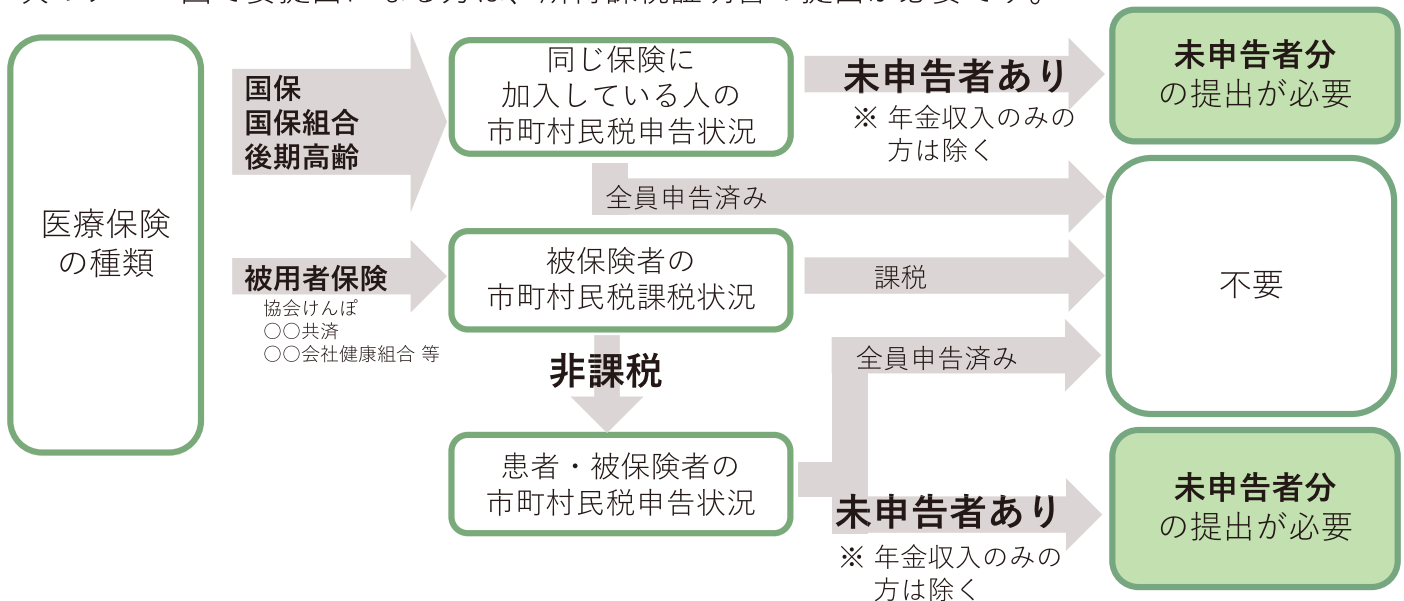 医療保険
の種類
国保
国保組合
後期高齢
同じ保険に
加入している人の
市町村民税申告状況
未申告者あり
※ 年金収入のみの
方は除く
未申告者分
の提出が必要
全員申告済み
被用者保険
協会けんぽ
○○共済
○○会社健康組合 等
被保険者の
市町村民税課税状況
課税
不要
非課税
全員申告済み
患者・被保険者の
市町村民税申告状況
未申告者あり
※ 年金収入のみの
方は除く
未申告者分
の提出が必要